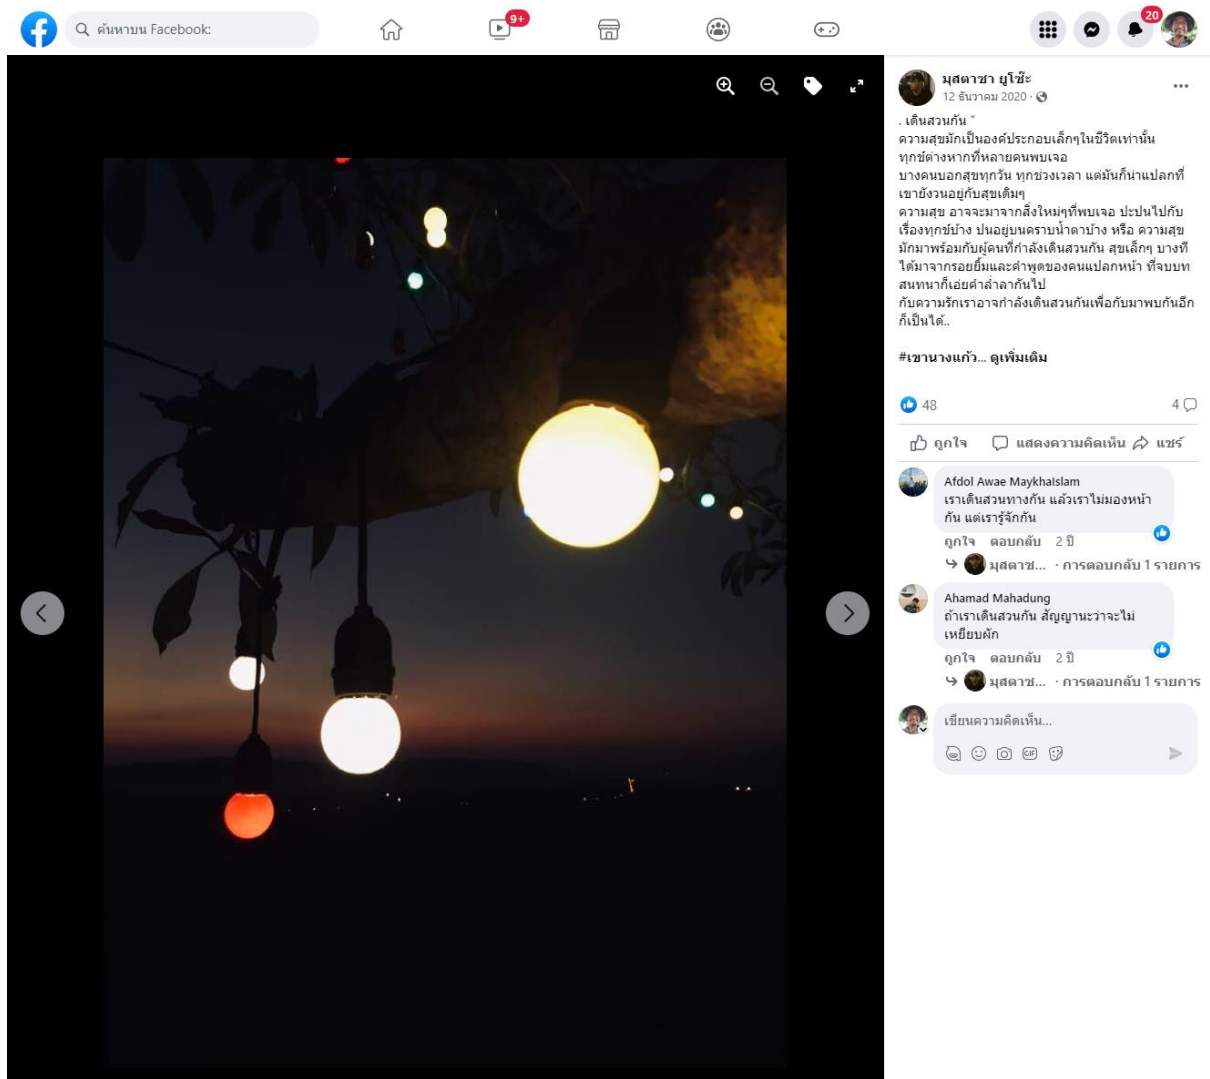 ค้นหาบน Facebook:
9+
20
มุสตาซา ยูโซ๊ะ
12 ธันวาคม 2020 ·
. เดินสวนกัน “
ความสุขมักเป็นองค์ประกอบเล็กๆในชีวิตเท่านั้น
ทุกข์ต่างหากที่หลายคนพบเจอ
บางคนบอกสุขทุกวัน ทุกช่วงเวลา แต่มันก็น่าแปลกที่
เขายังวนอยู่กับสุขเดิมๆ
ความสุข อาจจะมาจากสิ่งใหม่ๆที่พบเจอ ปะปนไปกับ
เรื่องทุกข์บ้าง ปนอยู่บนคราบน้ำตาบ้าง หรือ ความสุข
มักมาพร้อมกับผู้คนที่กำลังเดินสวนกัน สุขเล็กๆ บางที
ได้มาจากรอยยิ้มและคำพูดของคนแปลกหน้า ที่จบบท
สนทนาก็เอ่ยคำล่ำลากันไป
กับความรักเราอาจกำลังเดินสวนกันเพื่อกับมาพบกันอีก
ก็เป็นได้..
#เขานางแก้ว... ดูเพิ่มเติม
48
4
ถูกใจ แสดงความคิดเห็น แชร์
Afdol Awae MaykhaIslam
เราเดินสวนทางกัน แล้วเราไม่มองหน้า
กัน แต่เรารู้จักกัน
ถูกใจ ตอบกลับ 2 ปี
มุสตาซ... · การตอบกลับ 1 รายการ
Ahamad Mahadung
ถ้าเราเดินสวนกัน สัญญานะว่าจะไม่
เหยียบผัก
ถูกใจ ตอบกลับ 2 ปี
มุสตาซ... · การตอบกลับ 1 รายการ
เขียนความคิดเห็น...
GIF